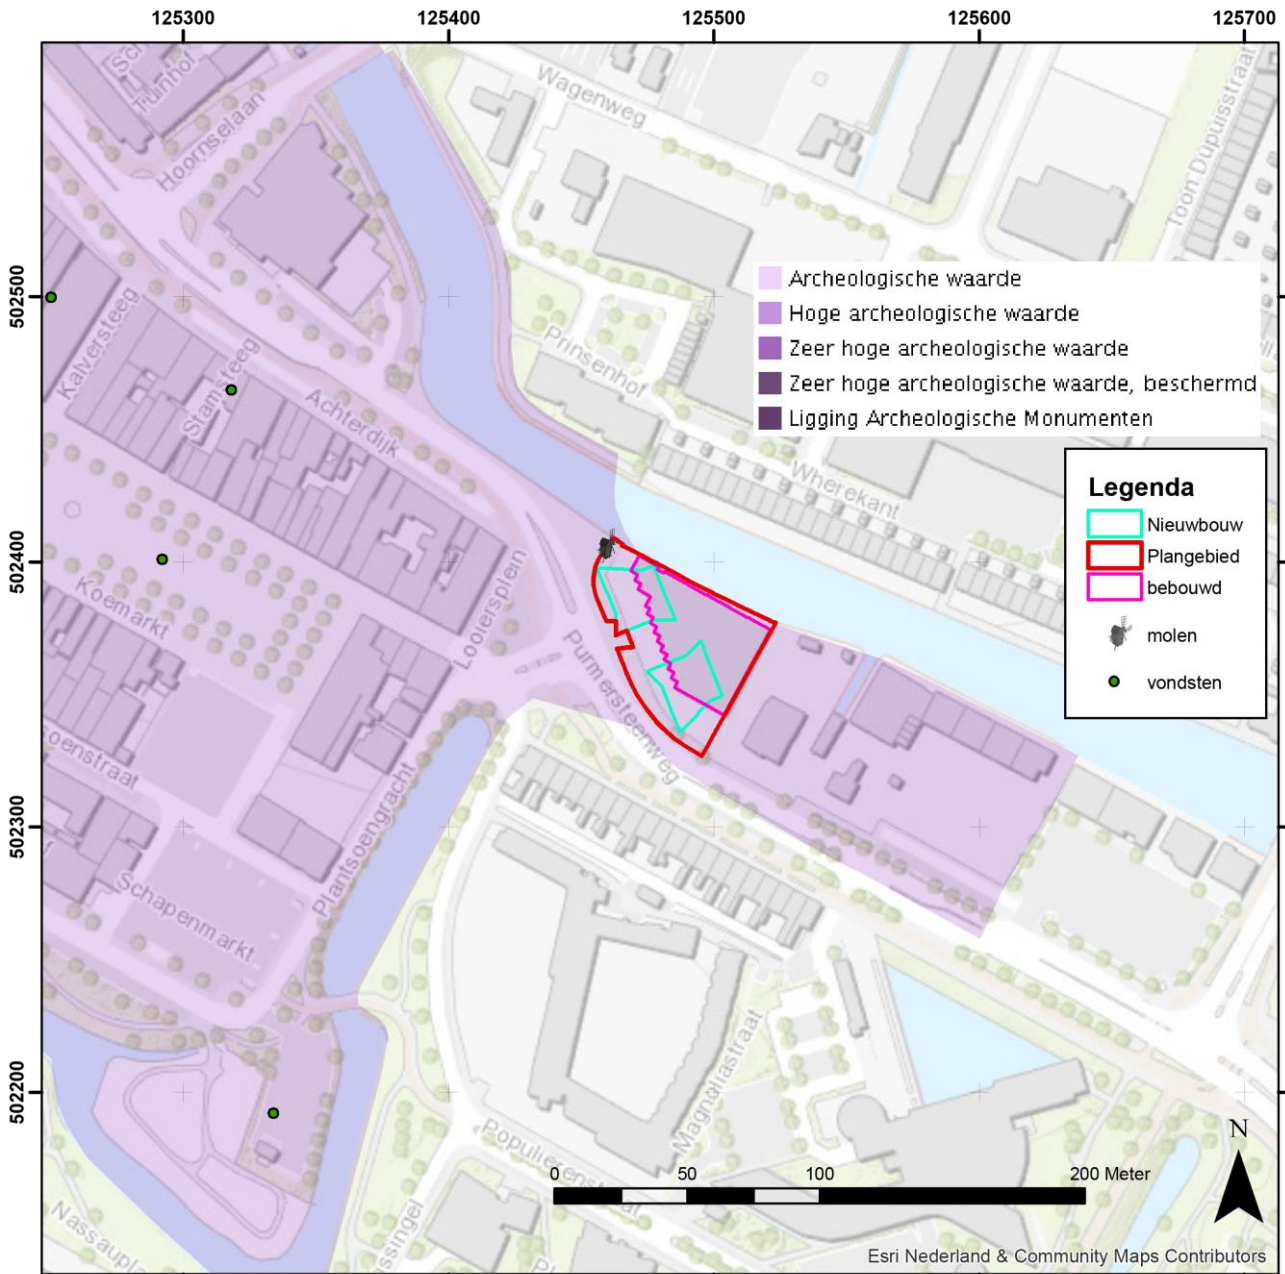 125300 125400 125500 125600 125700
502500
502400
502300
502200
Tuinhof
Hoornselaan
Wagenweg
Toon Dupuisstraat
Kalversteeg
Stamsteeg
Achterdijk
Prinsenhof
Wherekant
Koemarkt
Looiersplein
Purmersteenweg
Plantsoengracht
Schapenmarkt
Magnoliastraat
Archeologische waarde
Hoge archeologische waarde
Zeer hoge archeologische waarde
Zeer hoge archeologische waarde, beschermd
Ligging Archeologische Monumenten
Legenda
Nieuwbouw
Plangebied
bebouwd
molen
vondsten
N
0 50 100 200 Meter
Esri Nederland & Community Maps Contributors